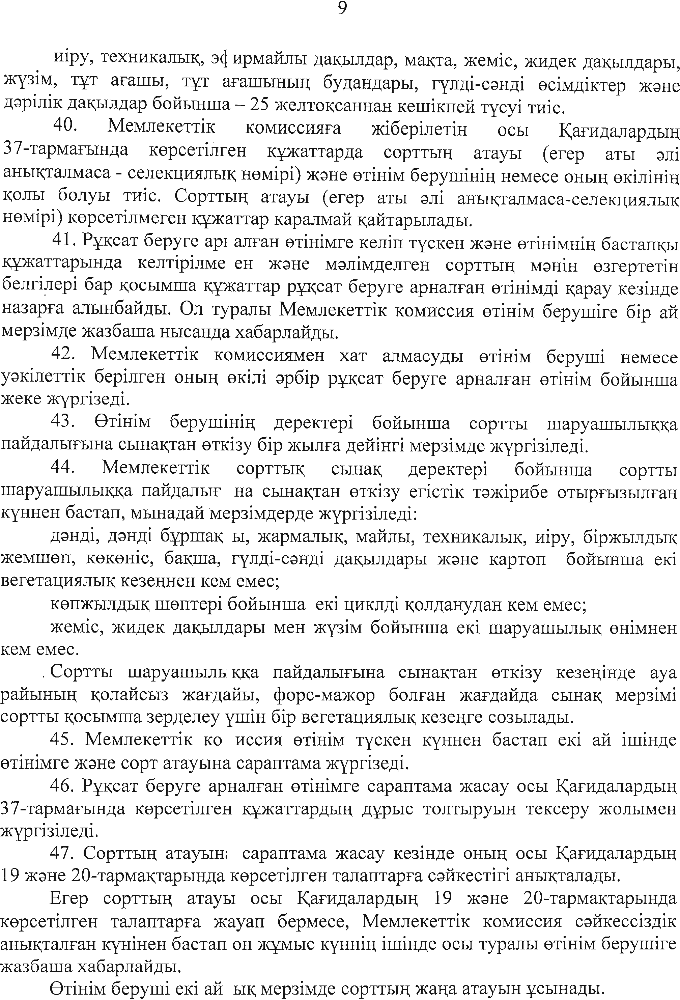 9
иіру, техникалық, эф ирмайлы дақылдар, мақта, жеміс, жидек дақылдары,
жүзім, тұт ағашы, тұт ағашының будандары, гүлді-сәнді өсімдіктер және
дәрілік дақылдар бойынша – 25 желтоқсаннан кешікпей түсуі тиіс.
40. Мемлекеттік комиссияға жіберілетін осы Қағидалардың
37-тармағында көрсетілген құжаттарда сорттың атауы (егер аты әлі
анықталмаса - селекциялық нөмірі) және өтінім берушінің немесе оның өкілінің
қолы болуы тиіс. Сорттың атауы (егер аты әлі анықталмаса-селекциялық
нөмірі) көрсетілмеген құжаттар қаралмай қайтарылады.
41. Рұқсат беруге ар алған өтінімге келіп түскен және өтінімнің бастапқы
құжаттарында келтірілме ен және мәлімделген сорттың мәнін өзгертетін
белгілері бар қосымша құжаттар рұқсат беруге арналған өтінімді қарау кезінде
назарға алынбайды. Ол туралы Мемлекеттік комиссия өтінім берушіге бір ай
мерзімде жазбаша нысанда хабарлайды.
42. Мемлекеттік комиссиямен хат алмасуды өтінім беруші немесе
уәкілеттік берілген оның өкілі әрбір рұқсат беруге арналған өтінім бойынша
жеке жүргізеді.
43. Өтінім берушінің деректері бойынша сортты шаруашылыққа
пайдалығына сынақтан өткізу бір жылға дейінгі мерзімде жүргізіледі.
44. Мемлекеттік сорттық сынақ деректері бойынша сортты
шаруашылыққа пайдалығ на сынақтан өткізу егістік тәжірибе отырғызылған
күннен бастап, мынадай мерзімдерде жүргізіледі:
дәнді, дәнді бұршақ ы, жармалық, майлы, техникалық, иіру, біржылдық
жемшөп, көкөніс, бақша, гүлді-сәнді дақылдары және картоп бойынша екі
вегетациялық кезеңнен кем емес;
көпжылдық шөптері бойынша екі циклді қолданудан кем емес;
жеміс, жидек дақылдары мен жүзім бойынша екі шаруашылық өнімнен
кем емес.
. Сортты шаруашылы ққа пайдалығына сынақтан өткізу кезеңінде ауа
райының қолайсыз жағдайы, форс-мажор болған жағдайда сынақ мерзімі
сортты қосымша зерделеу үшін бір вегетациялық кезеңге созылады.
45. Мемлекеттік ко иссия өтінім түскен күннен бастап екі ай ішінде
өтінімге және сорт атауына сараптама жүргізеді.
46. Рұқсат беруге арналған өтінімге сараптама жасау осы Қағидалардың
37-тармағында көрсетілген құжаттардың дұрыс толтыруын тексеру жолымен
жүргізіледі.
47. Сорттың атауын сараптама жасау кезінде оның осы Қағидалардың
19 және 20-тармақтарында көрсетілген талаптарға сәйкестігі анықталады.
Егер сорттың атауы осы Қағидалардың 19 және 20-тармақтарында
көрсетілген талаптарға жауап бермесе, Мемлекеттік комиссия сәйкессіздік
анықталған күнінен бастап он жұмыс күннің ішінде осы туралы өтінім берушіге
жазбаша хабарлайды.
Өтінім беруші екі ай ық мерзімде сорттың жаңа атауын ұсынады.